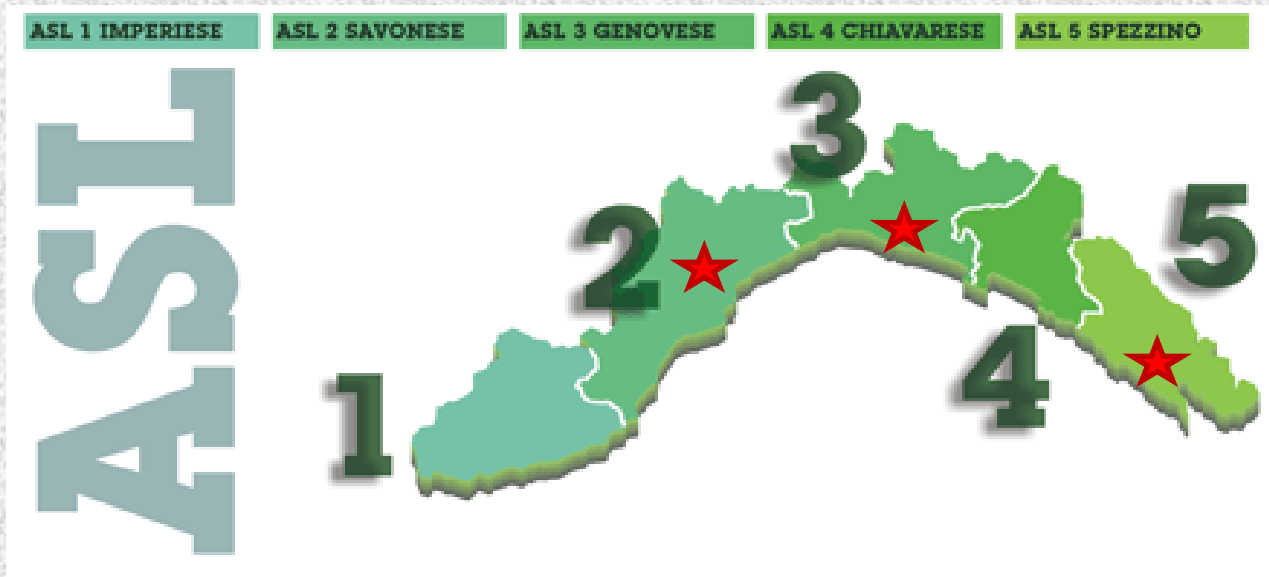 ASL 1 IMPERIESE
ASL 2 SAVONESE
ASL 3 GENOVESE
ASL 4 CHIAVARESE
ASL 5 SPEZZINO
ASL
1
2
3
4
5